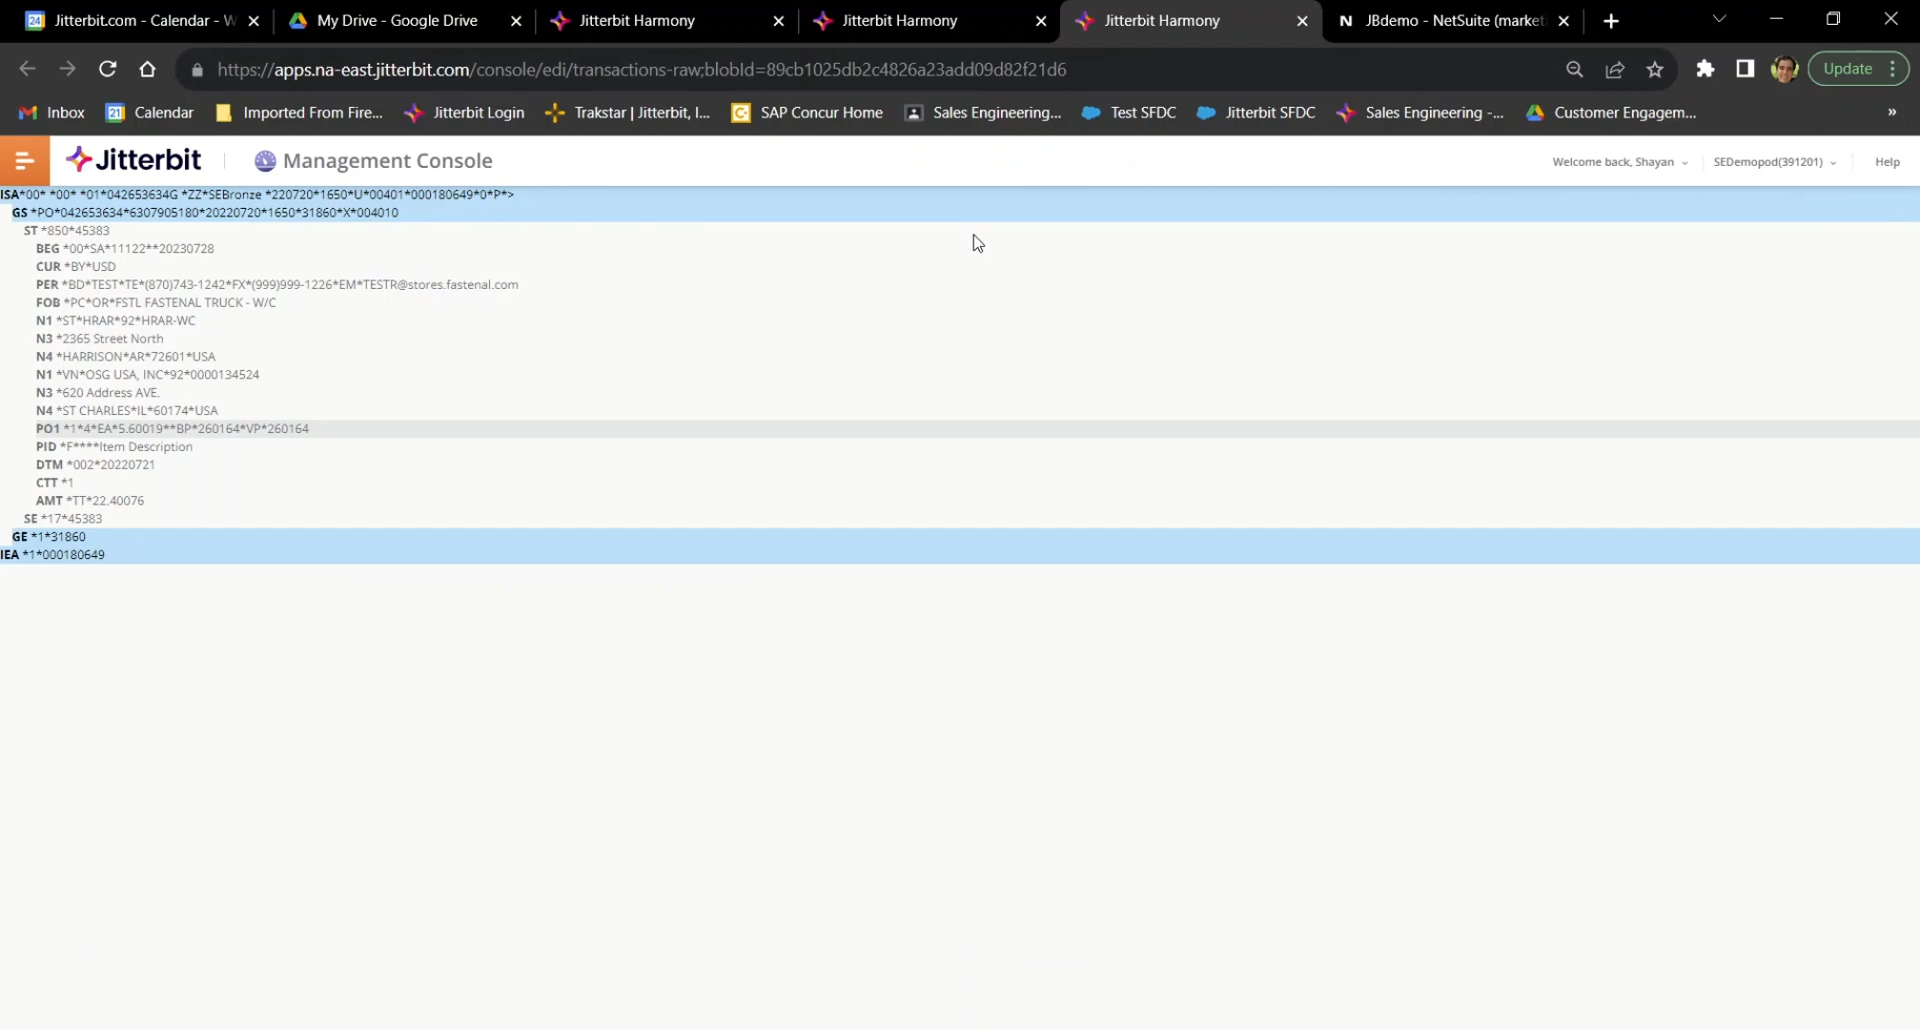 Jitterbit.com - Calendar - W
My Drive - Google Drive
Jitterbit Harmony
Jitterbit Harmony
Jitterbit Harmony
N JBdemo - NetSuite (market
https://apps.na-east.jitterbit.com/console/edi/transactions-raw;blobId=89cb1025db2c4826a23add09d82f21d6
Update
Inbox
21 Calendar
Imported From Fire...
Jitterbit Login
Trakstar | Jitterbit, I...
SAP Concur Home
Sales Engineering...
Test SFDC
Jitterbit SFDC
Sales Engineering -...
Customer Engagem...
»
Jitterbit
Management Console
Welcome back, Shayan
SEDemopod(391201)
Help
ISA*00* *00* *01*042653634G *ZZ*SEBronze *220720*1650*U*00401*000180649*0*P*>
GS *PO*042653634*6307905180*20220720*1650*31860*X*004010
ST *850*45383
BEG *00*SA*11122**20230728
CUR *BY*USD
PER *BD*TEST*TE*(870)743-1242*FX*(999)999-1226*EM*TESTR@stores.fastenal.com
FOB *PC*OR*FSTL FASTENAL TRUCK - W/C
N1 *ST*HRAR*92*HRAR-WC
N3 *2365 Street North
N4 *HARRISON*AR*72601*USA
N1 *VN*OSG USA, INC*92*0000134524
N3 *620 Address AVE.
N4 *ST CHARLES*IL*60174*USA
PO1 *1*4*EA*5.60019**BP*260164*VP*260164
PID *F****Item Description
DTM *002*20220721
CTT *1
AMT *TT*22.40076
SE *17*45383
GE *1*31860
IEA *1*000180649